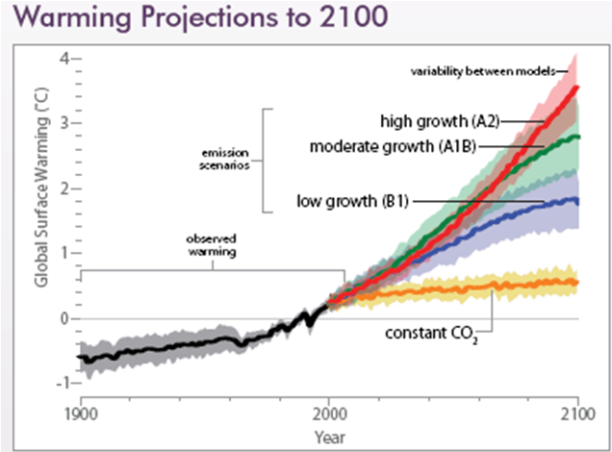 Warming Projections to 2100
4
variability between models
high growth (A2)
3
moderate growth (A1B)
emission
scenarios
2
low growth (B1)
observed
warming
1
0
constant CO₂
-1
Global Surface Warming (°C)
1900
2000
2100
Year